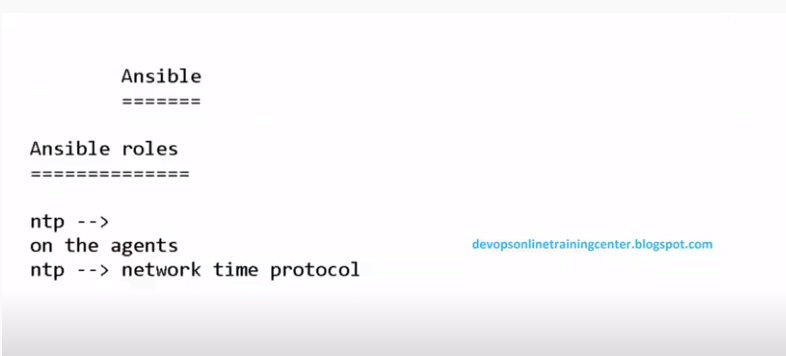 Ansible
=======
Ansible roles
==============
ntp -->
on the agents
devopsonlinetrainingcenter.blogspot.com
ntp --> network time protocol